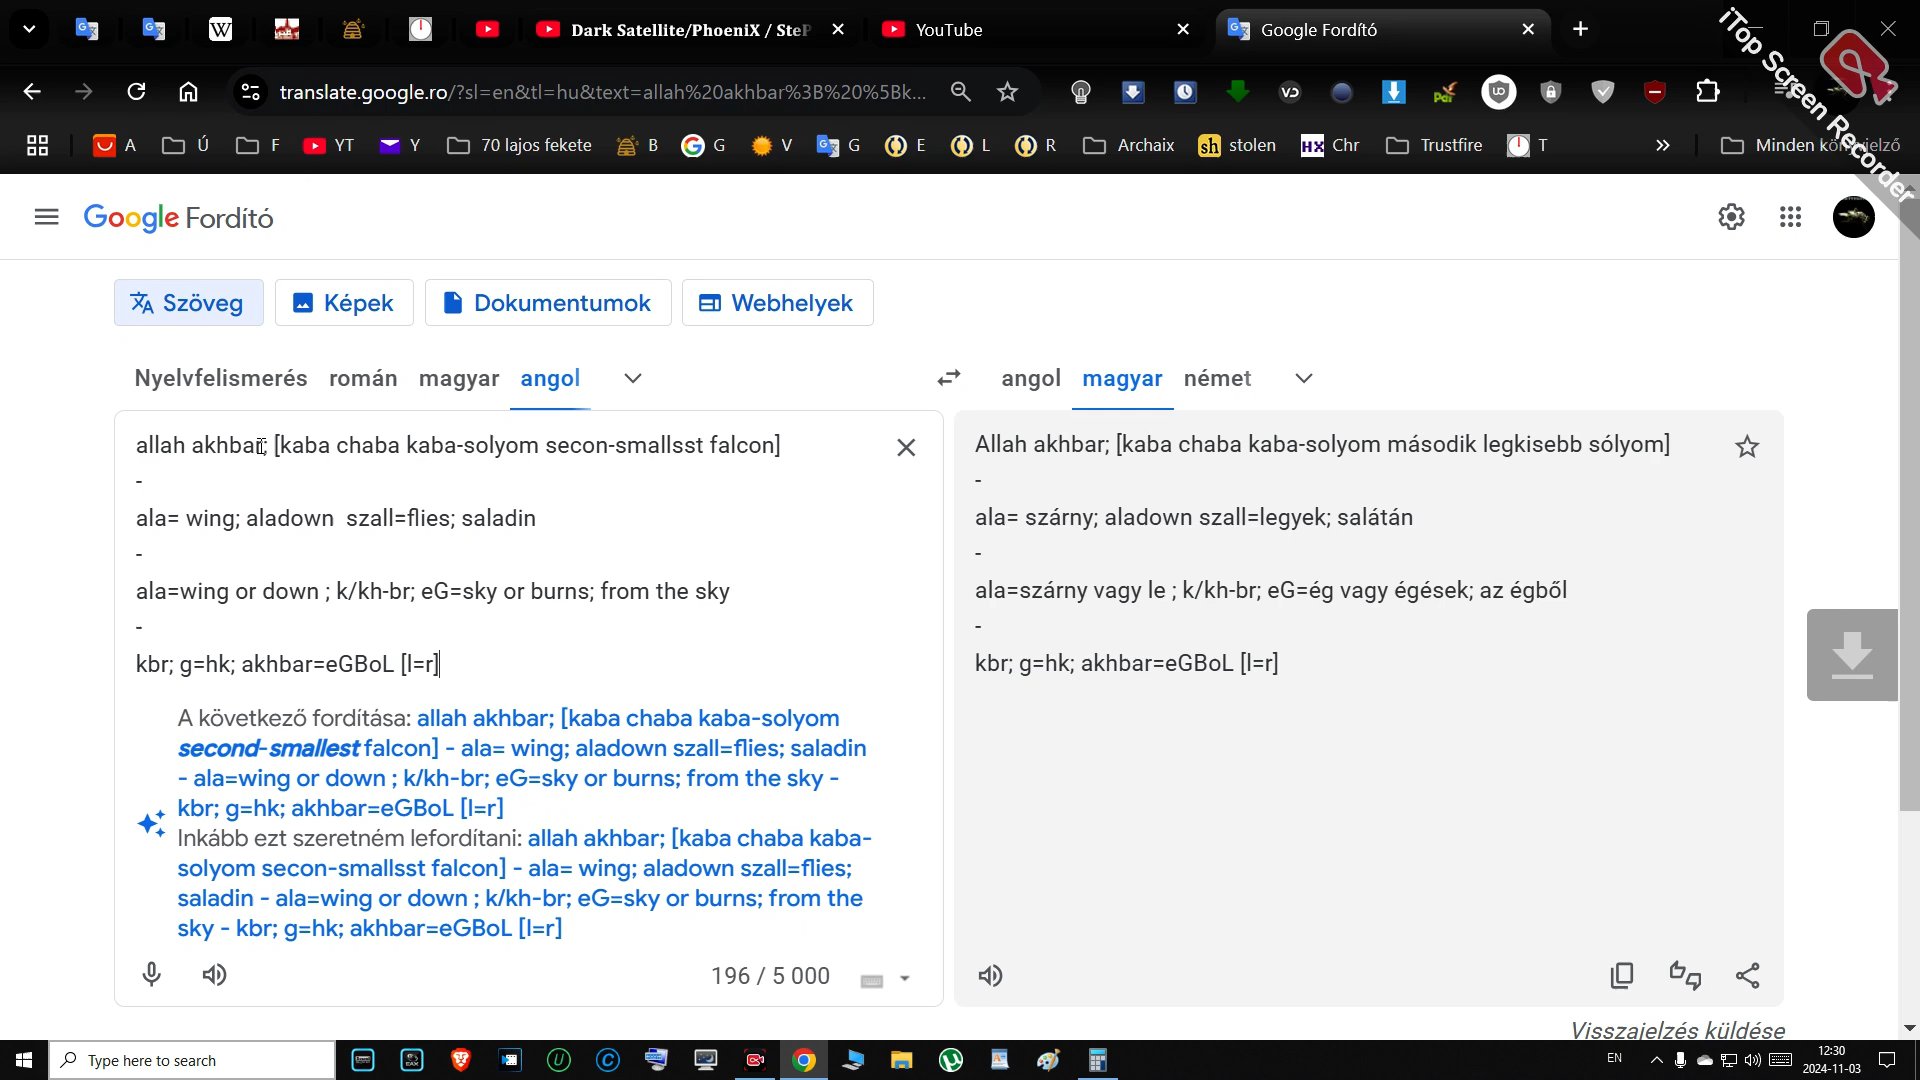 Dark Satellite/PhoeniX / SteP
YouTube
Google Fordító
iTop Screen Recorder
translate.google.ro/?sl=en&tl=hu&text=allah%20akhbar%3B%20%5Bk...
A
Ú
F
YT
Y
70 lajos fekete
B
G
V
G
E
L
R
Archaix
stolen
Chr
Trustfire
T
Google Fordító
Szöveg
Képek
Dokumentumok
Webhelyek
Nyelvfelismerés román magyar angol
angol magyar német
allah akhbar; [kaba chaba kaba-solyom secon-smallsst falcon]
-
ala= wing; aladown  szall=flies; saladin
-
ala=wing or down ; k/kh-br; eG=sky or burns; from the sky
-
kbr; g=hk; akhbar=eGBoL [l=r]
A következő fordítása: allah akhbar; [kaba chaba kaba-solyom
second-smallest falcon] - ala= wing; aladown szall=flies; saladin
- ala=wing or down ; k/kh-br; eG=sky or burns; from the sky -
kbr; g=hk; akhbar=eGBoL [l=r]
Inkább ezt szeretném lefordítani: allah akhbar; [kaba chaba kaba-
solyom secon-smallsst falcon] - ala= wing; aladown szall=flies;
saladin - ala=wing or down ; k/kh-br; eG=sky or burns; from the
sky - kbr; g=hk; akhbar=eGBoL [l=r]
196 / 5 000
Allah akhbar; [kaba chaba kaba-solyom második legkisebb sólyom]
-
ala= szárny; aladown szall=legyek; salátán
-
ala=szárny vagy le ; k/kh-br; eG=ég vagy égések; az égből
-
kbr; g=hk; akhbar=eGBoL [l=r]
Visszajelzés küldése
Type here to search
EN
12:30
2024-11-03